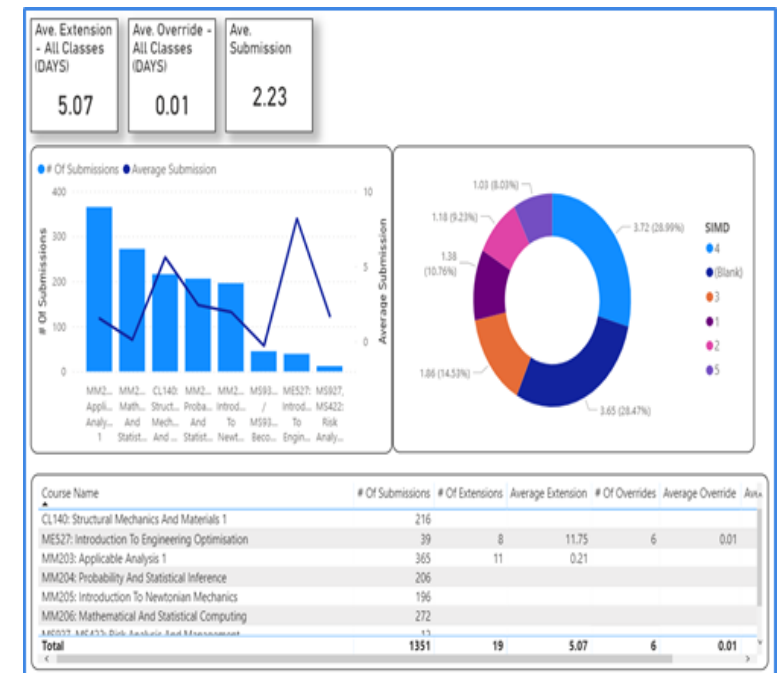 Ave. Extension
- All Classes
(DAYS)
5.07
Ave. Override -
All Classes
(DAYS)
0.01
Ave.
Submission
2.23
# Of Submissions Average Submission
400
300
200
100
0
# Of Submissions
10
5
0
Average Submission
MM2... Appli... Analy... 1
MM2... Math... And Statist...
CL140: Struct... Mech... And ...
MM2... Proba... And Statist...
MM2... Introd... To Newt...
MS93... / MS93... Beco...
ME527: Introd... To Engin...
MS927, MS422: Risk Analy...
1.03 (8.03%)
1.18 (9.23%)
1.38
(10.76%)
1.86 (14.53%)
3.72 (28.99%)
3.65 (28.47%)
SIMD
4
(Blank)
3
1
2
5
Course Name # Of Submissions # Of Extensions Average Extension # Of Overrides Average Override
CL140: Structural Mechanics And Materials 1 216
ME527: Introduction To Engineering Optimisation 39 8 11.75 6 0.01
MM203: Applicable Analysis 1 365 11 0.21
MM204: Probability And Statistical Inference 206
MM205: Introduction To Newtonian Mechanics 196
MM206: Mathematical And Statistical Computing 272
MS927, MS422: Risk Analysis And Management 12
Total 1351 19 5.07 6 0.01